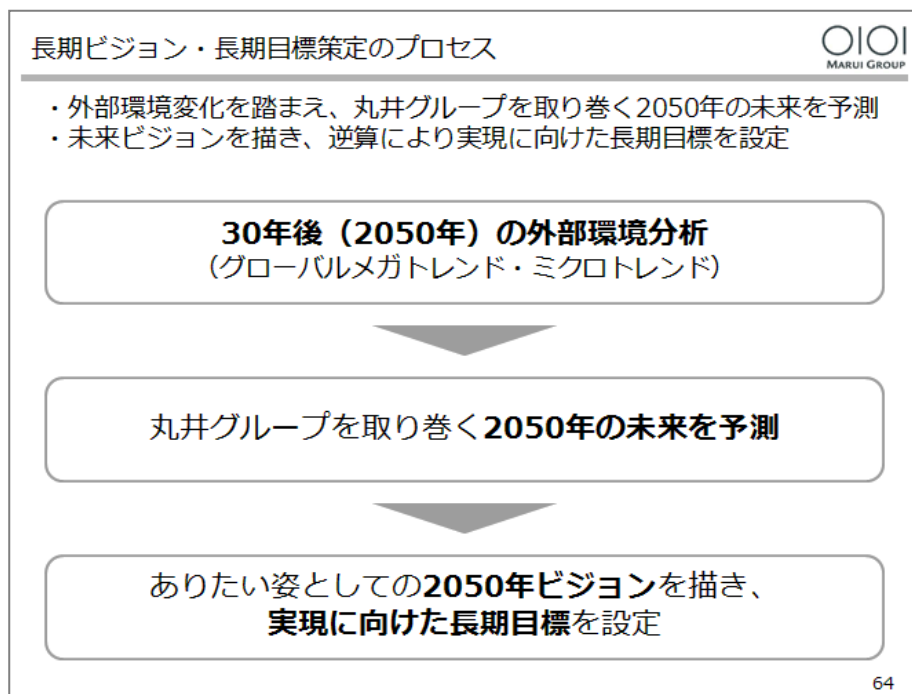 長期ビジョン・長期目標策定のプロセス
OIOI
MARUI GROUP
・外部環境変化を踏まえ、丸井グループを取り巻く2050年の未来を予測
・未来ビジョンを描き、逆算により実現に向けた長期目標を設定
30年後（2050年）の外部環境分析
（グローバルメガトレンド・ミクロトレンド）
丸井グループを取り巻く2050年の未来を予測
ありたい姿としての2050年ビジョンを描き、
実現に向けた長期目標を設定
64